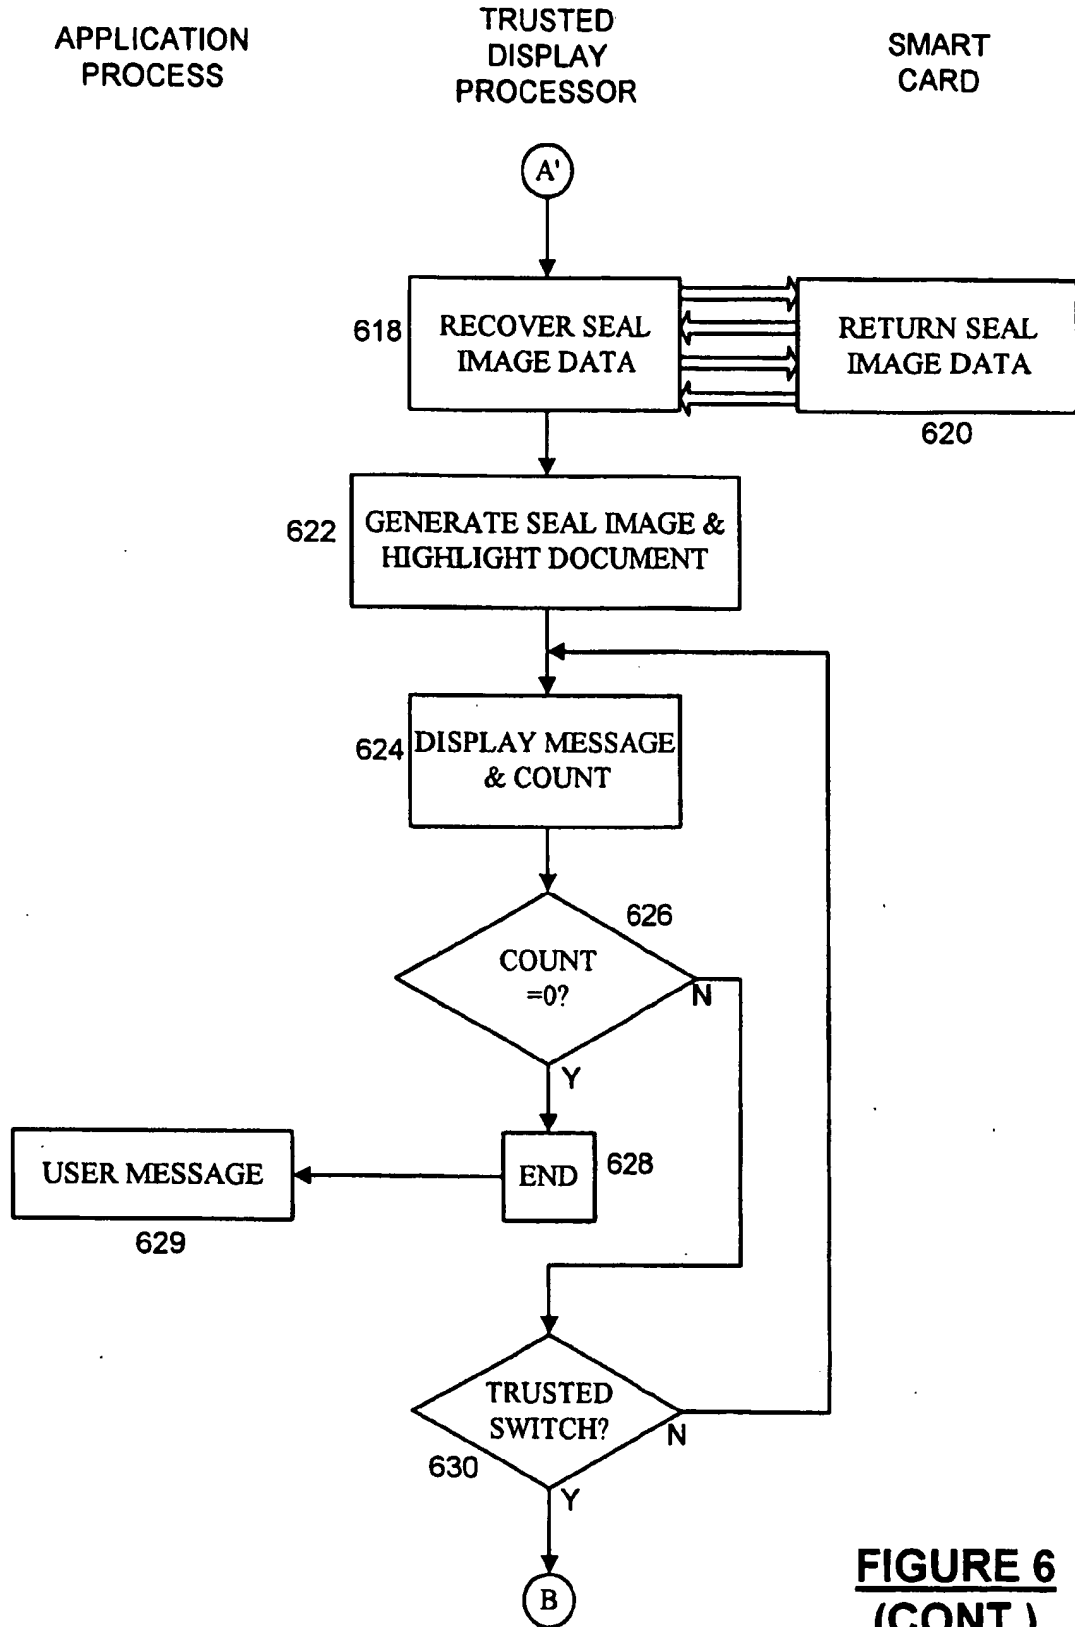 APPLICATION
PROCESS
TRUSTED
DISPLAY
PROCESSOR
SMART
CARD
A'
618
RECOVER SEAL
IMAGE DATA
RETURN SEAL
IMAGE DATA
620
622
GENERATE SEAL IMAGE &
HIGHLIGHT DOCUMENT
624
DISPLAY MESSAGE
& COUNT
626
COUNT
=0?
N
Y
USER MESSAGE
END
628
629
TRUSTED
SWITCH?
N
630
Y
B
FIGURE 6
(CONT.)